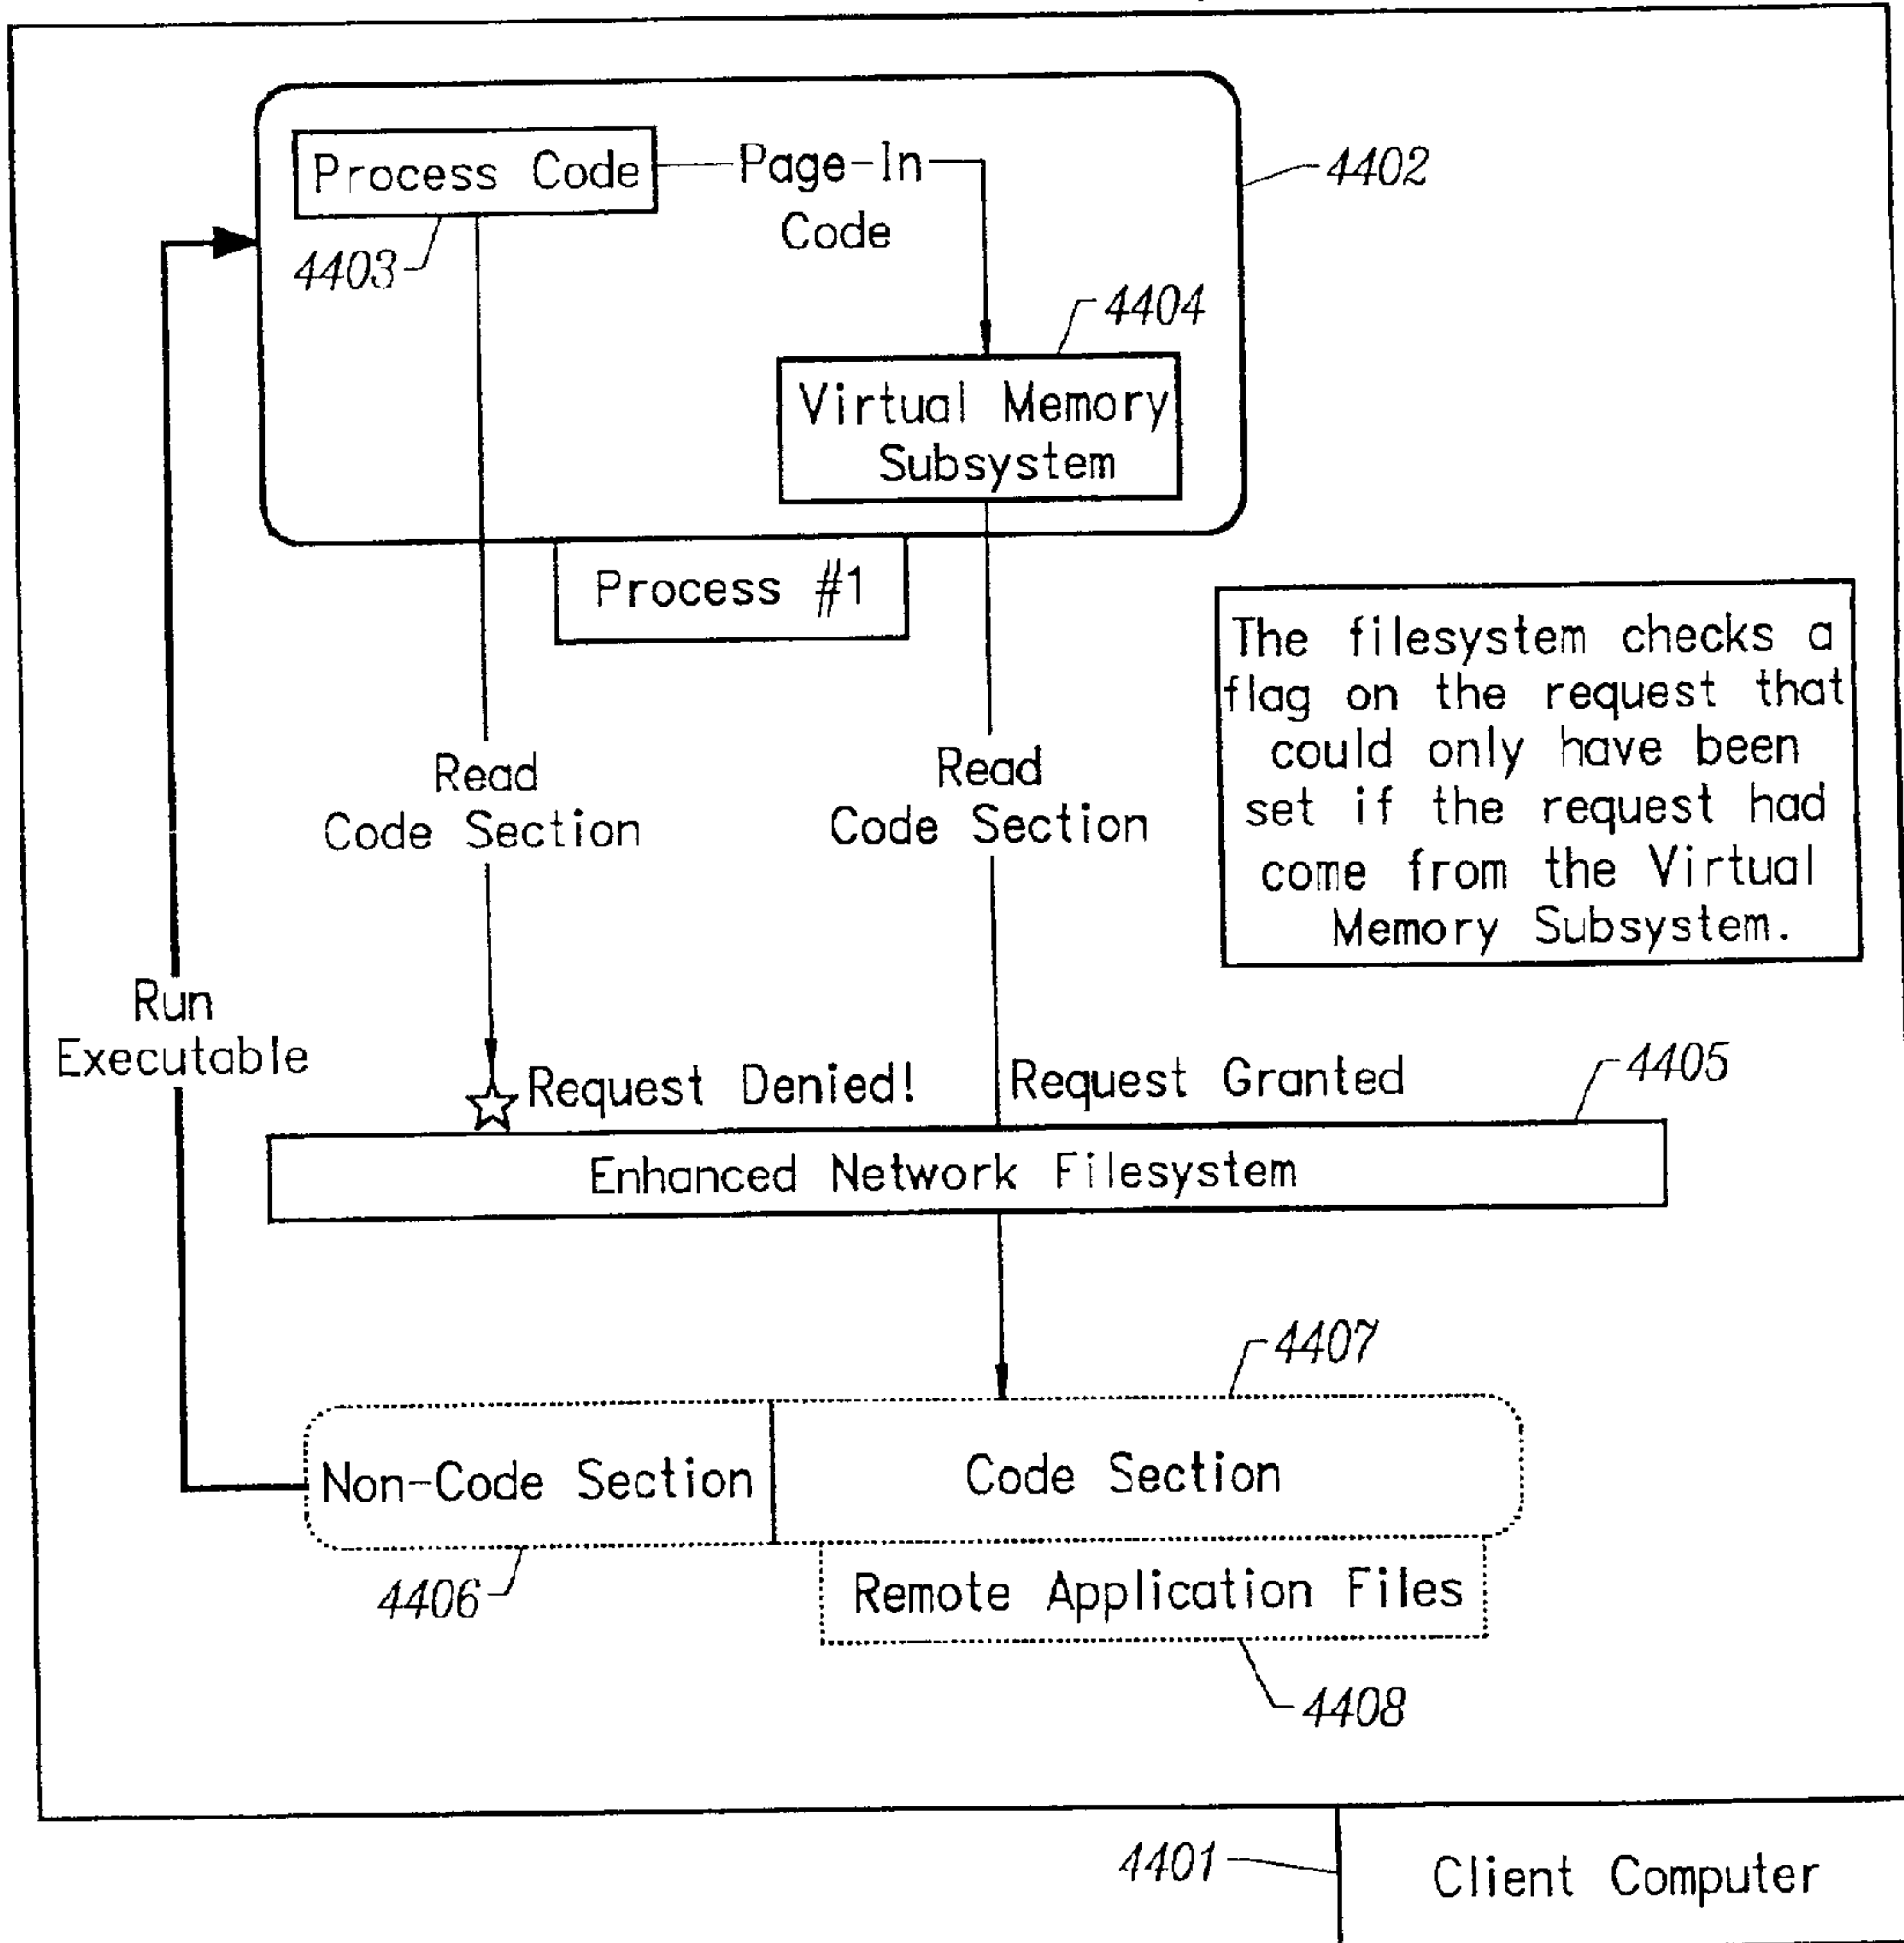 Process Code
Page-In
Code
4402
4403
4404
Virtual Memory
Subsystem
Process #1
The filesystem checks a
flag on the request that
could only have been
set if the request had
come from the Virtual
Memory Subsystem.
Read
Code Section
Read
Code Section
Run
Executable
Request Denied!
Request Granted
4405
Enhanced Network Filesystem
4407
Non-Code Section
Code Section
4406
Remote Application Files
4408
4401
Client Computer